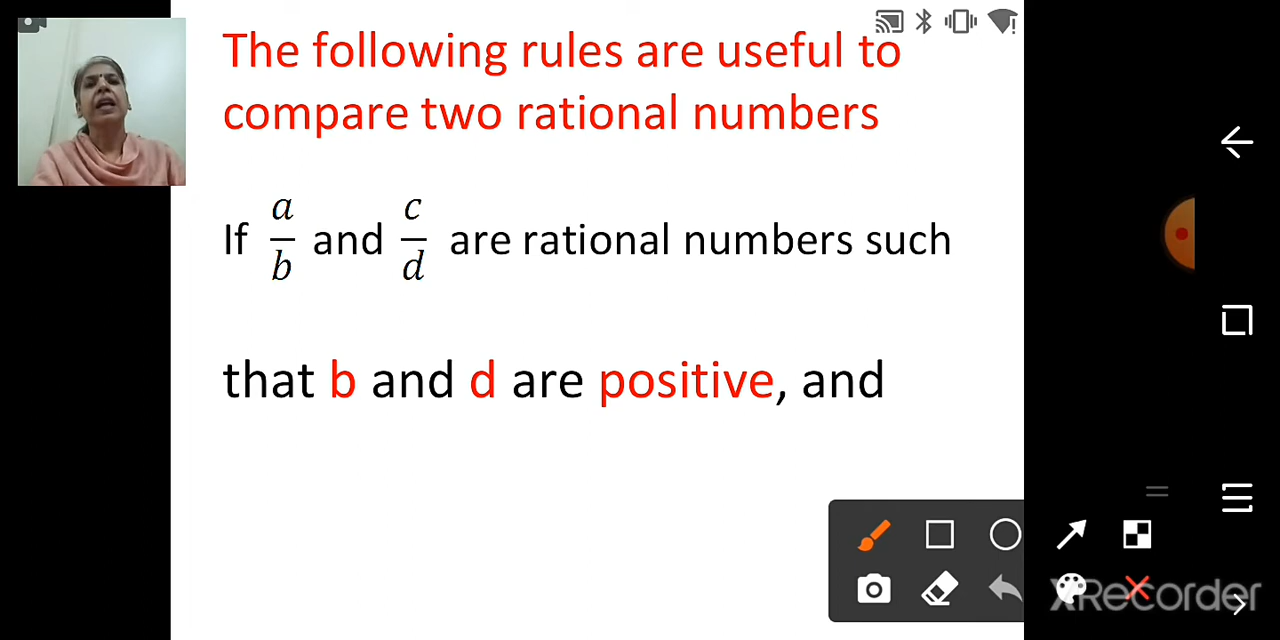 The following rules are useful to
compare two rational numbers
If a/b and c/d are rational numbers such
that b and d are positive, and
XRecorder